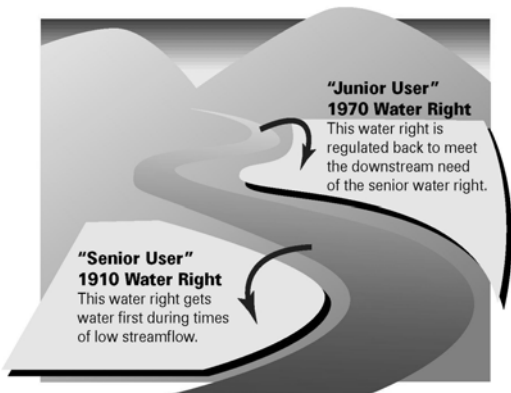 “Junior User”
1970 Water Right
This water right is
regulated back to meet
the downstream need
of the senior water right.
“Senior User”
1910 Water Right
This water right gets
water first during times
of low streamflow.